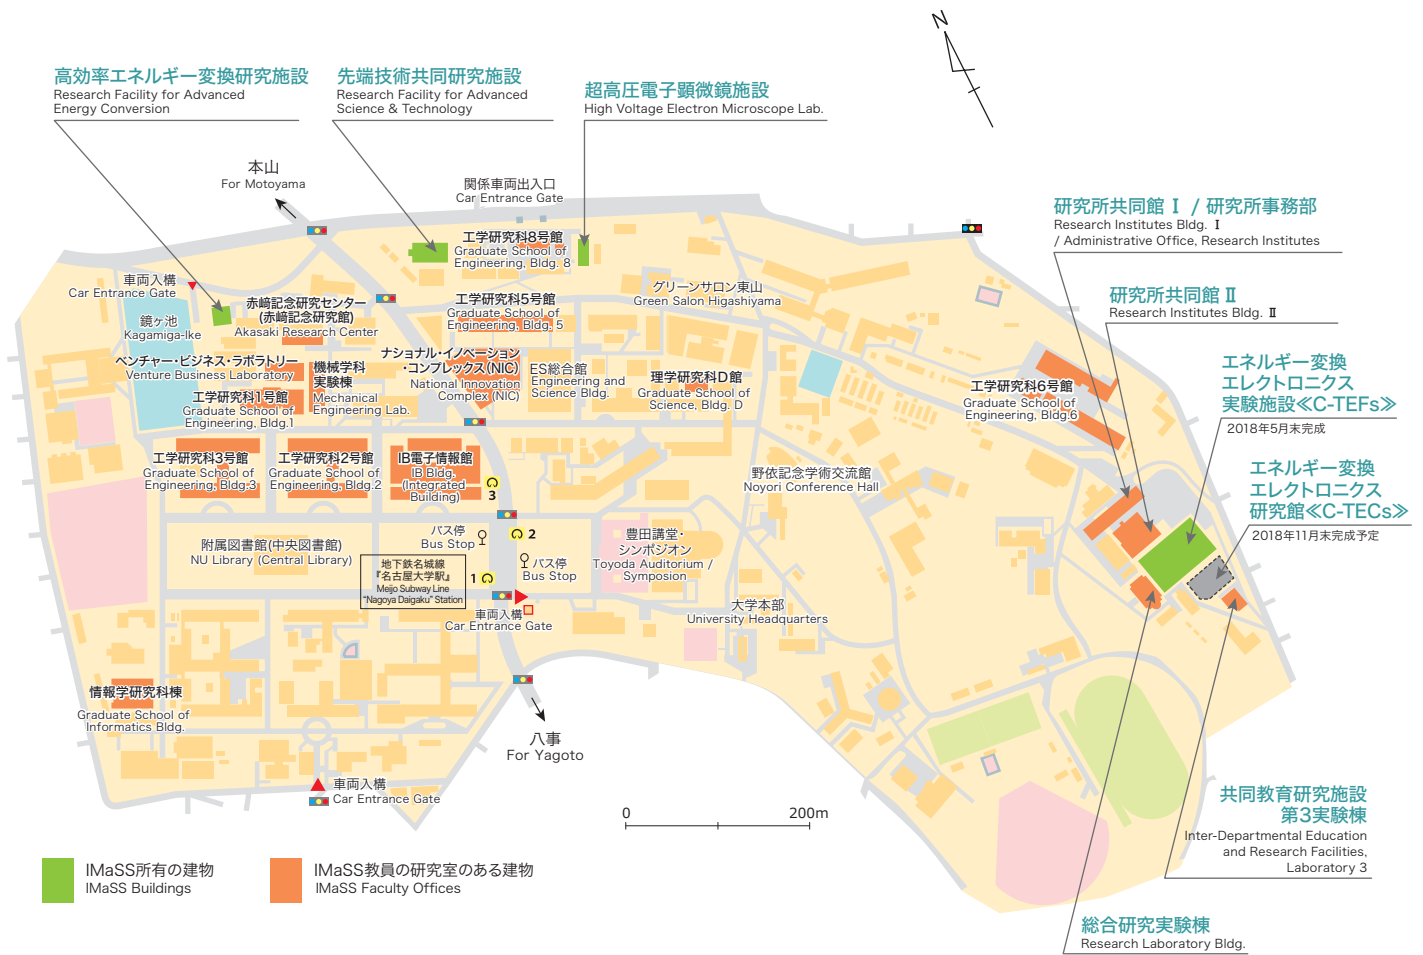 N
高効率エネルギー変換研究施設
Research Facility for Advanced
Energy Conversion
先端技術共同研究施設
Research Facility for Advanced
Science & Technology
超高圧電子顕微鏡施設
High Voltage Electron Microscope Lab.
本山
For Motoyama
関係車両出入口
Car Entrance Gate
研究所共同館 Ⅰ / 研究所事務部
Research Institutes Bldg. Ⅰ
/ Administrative Office, Research Institutes
研究所共同館 Ⅱ
Research Institutes Bldg. Ⅱ
エネルギー変換
エレクトロニクス
実験施設≪C-TEFs≫
2018年5月末完成
エネルギー変換
エレクトロニクス
研究館≪C-TECs≫
2018年11月末完成予定
工学研究科8号館
Graduate School of
Engineering, Bldg. 8
車両入構
Car Entrance Gate
鏡ヶ池
Kagamiga-Ike
赤﨑記念研究センター
(赤﨑記念研究館)
Akasaki Research Center
工学研究科5号館
Graduate School of
Engineering, Bldg. 5
グリーンサロン東山
Green Salon Higashiyama
ベンチャー・ビジネス・ラボラトリー
Venture Business Laboratory
機械学科
実験棟
Mechanical
Engineering Lab.
ナショナル・イノベーション
・コンプレックス(NIC)
National Innovation
Complex (NIC)
ES総合館
Engineering and
Science Bldg.
理学研究科D館
Graduate School of
Science, Bldg. D
工学研究科6号館
Graduate School of
Engineering, Bldg.6
工学研究科1号館
Graduate School of
Engineering, Bldg.1
工学研究科3号館
Graduate School of
Engineering, Bldg.3
工学研究科2号館
Graduate School of
Engineering, Bldg.2
IB電子情報館
IB Bldg.
(Integrated
Building)
3
野依記念学術交流館
Noyori Conference Hall
附属図書館(中央図書館)
NU Library (Central Library)
バス停
Bus Stop
2
バス停
Bus Stop
地下鉄名城線
『名古屋大学駅』
Meijo Subway Line
"Nagoya Daigaku" Station
1
豊田講堂・
シンポジオン
Toyoda Auditorium /
Symposion
車両入構
Car Entrance Gate
大学本部
University Headquarters
情報学研究科棟
Graduate School of
Informatics Bldg.
八事
For Yagoto
車両入構
Car Entrance Gate
0 200m
共同教育研究施設
第3実験棟
Inter-Departmental Education
and Research Facilities,
Laboratory 3
総合研究実験棟
Research Laboratory Bldg.
IMaSS所有の建物
IMaSS Buildings
IMaSS教員の研究室のある建物
IMaSS Faculty Offices